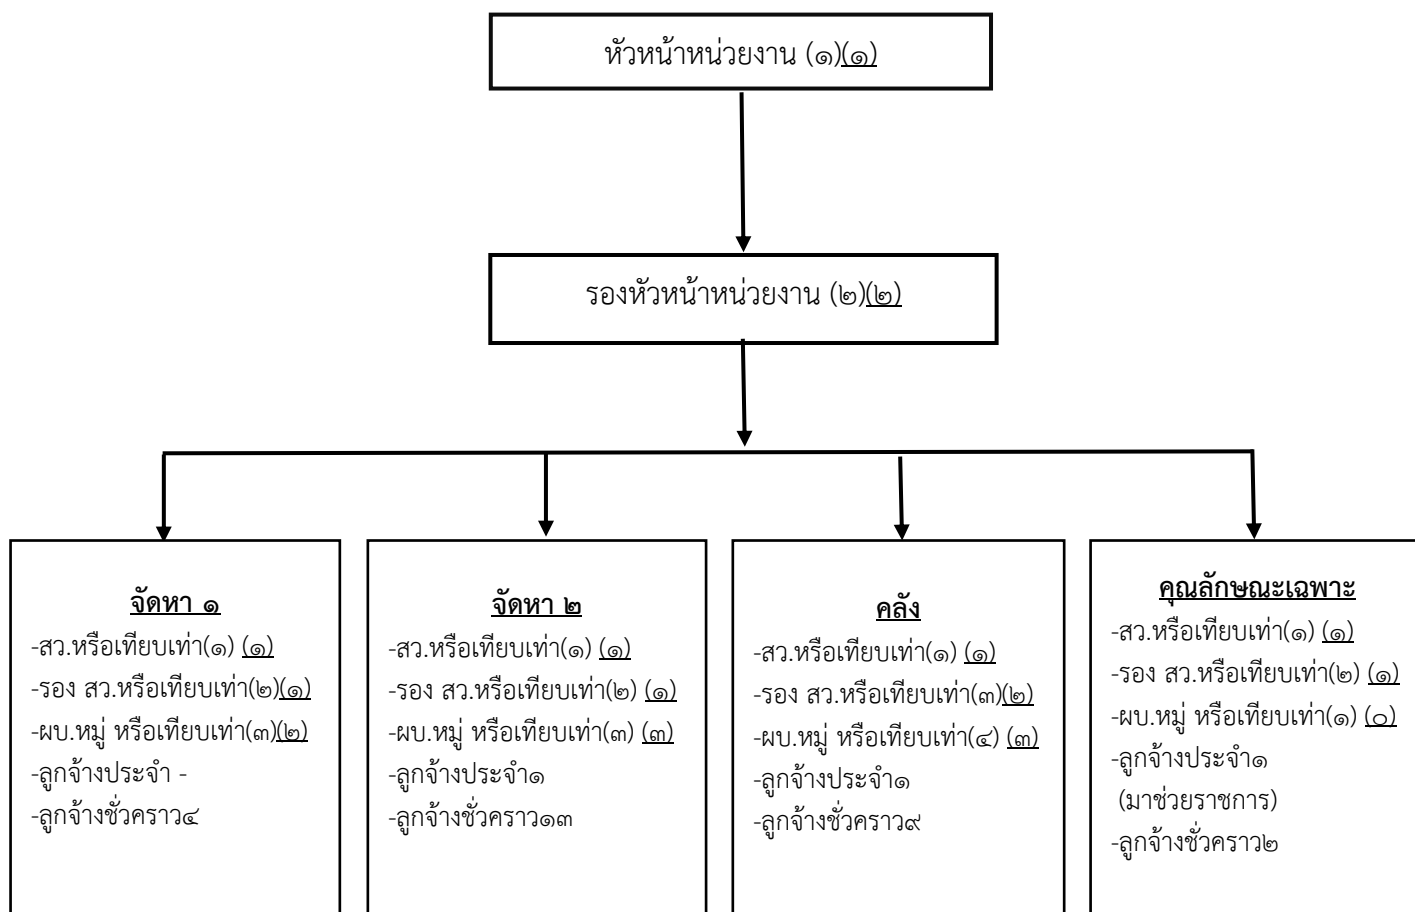 หัวหน้าหน่วยงาน (๑)(๑)
รองหัวหน้าหน่วยงาน (๒)(๒)
จัดหา ๑
-สว.หรือเทียบเท่า(๑) (๑)
-รอง สว.หรือเทียบเท่า(๒)(๑)
-ผบ.หมู่ หรือเทียบเท่า(๓)(๒)
-ลูกจ้างประจำ -
-ลูกจ้างชั่วคราว๔
จัดหา ๒
-สว.หรือเทียบเท่า(๑) (๑)
-รอง สว.หรือเทียบเท่า(๒) (๑)
-ผบ.หมู่ หรือเทียบเท่า(๓) (๓)
-ลูกจ้างประจำ๑
-ลูกจ้างชั่วคราว๑๓
คลัง
-สว.หรือเทียบเท่า(๑) (๑)
-รอง สว.หรือเทียบเท่า(๓)(๒)
-ผบ.หมู่ หรือเทียบเท่า(๔) (๓)
-ลูกจ้างประจำ๑
-ลูกจ้างชั่วคราว๙
คุณลักษณะเฉพาะ
-สว.หรือเทียบเท่า(๑) (๑)
-รอง สว.หรือเทียบเท่า(๒) (๑)
-ผบ.หมู่ หรือเทียบเท่า(๑) (๐)
-ลูกจ้างประจำ๑
(มาช่วยราชการ)
-ลูกจ้างชั่วคราว๒